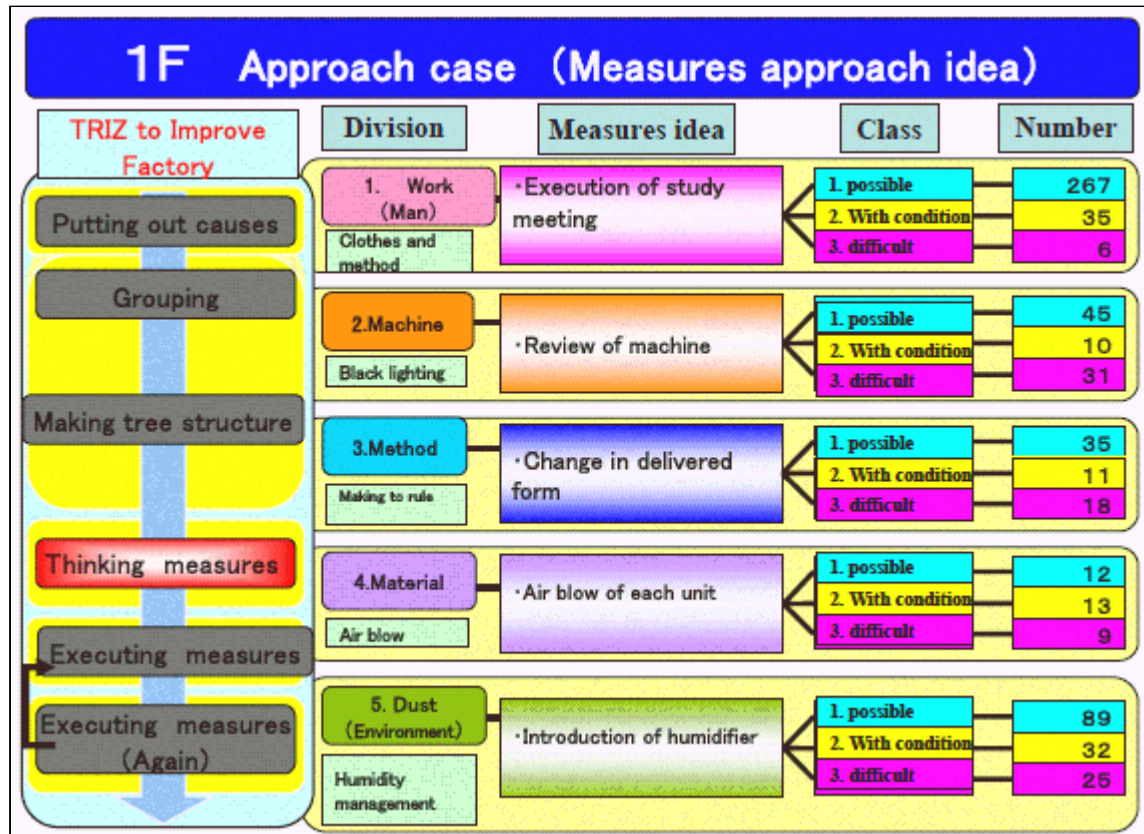 1F Approach case （Measures approach idea）
TRIZ to Improve
Factory
Putting out causes
Grouping
Making tree structure
Thinking measures
Executing measures
Executing measures
(Again)
Division
Measures idea
Class
Number
1. Work
(Man)
Clothes and
method
・Execution of study
meeting
1. possible
2. With condition
3. difficult
267
35
6
2.Machine
Black lighting
・Review of machine
1. possible
2. With condition
3. difficult
45
10
31
3.Method
Making to rule
・Change in delivered
form
1. possible
2. With condition
3. difficult
35
11
18
4.Material
Air blow
・Air blow of each unit
1. possible
2. With condition
3. difficult
12
13
9
5. Dust
(Environment)
Humidity
management
・Introduction of humidifier
1. possible
2. With condition
3. difficult
89
32
25